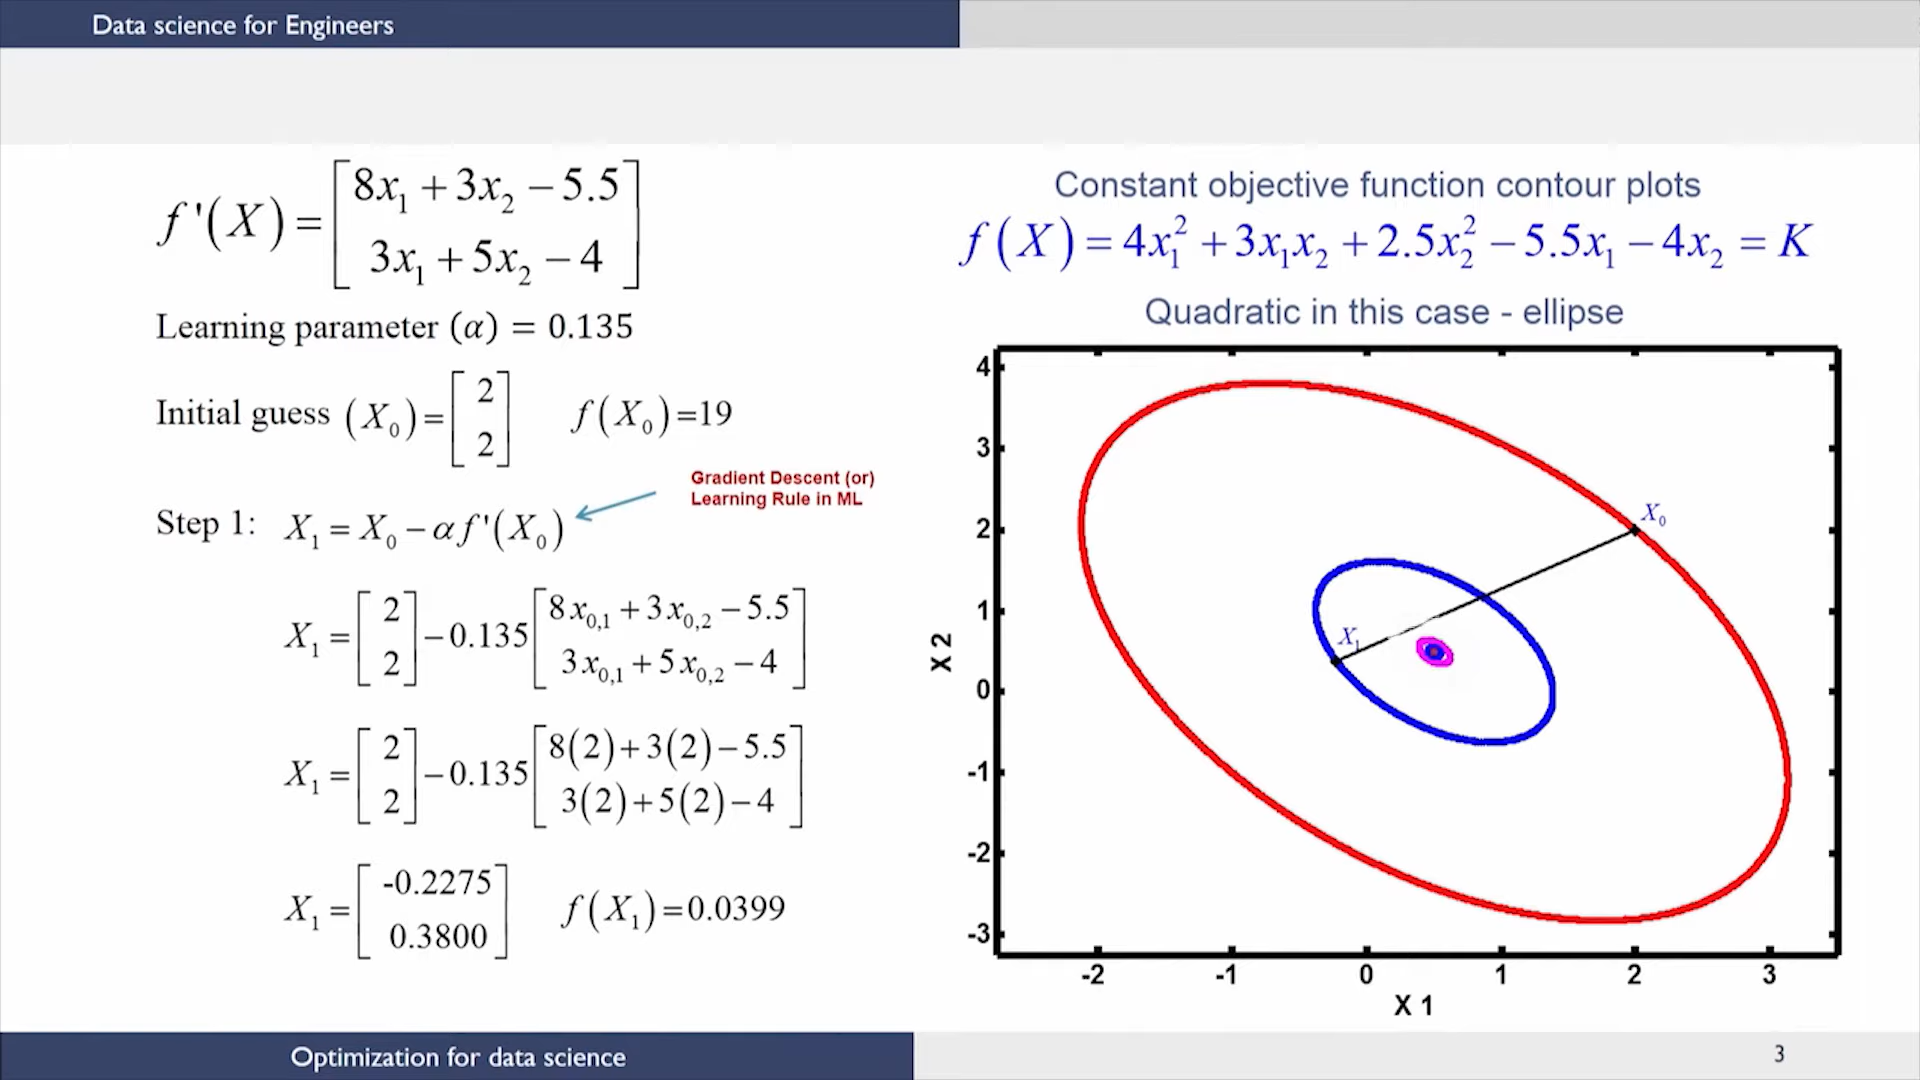 Data science for Engineers
f'(X) = [ 8x₁ + 3x₂ − 5.5
3x₁ + 5x₂ − 4 ]
Learning parameter (α) = 0.135
Initial guess (X₀) = [ 2
2 ] f(X₀)=19
Gradient Descent (or)
Learning Rule in ML
Step 1: X₁ = X₀ − αf'(X₀)
X₁ = [ 2
2 ] −0.135 [ 8x₀,₁ + 3x₀,₂ − 5.5
3x₀,₁ + 5x₀,₂ − 4 ]
X₁ = [ 2
2 ] −0.135 [ 8(2)+3(2)−5.5
3(2)+5(2)−4 ]
X₁ = [ -0.2275
0.3800 ] f(X₁)=0.0399
Constant objective function contour plots
f(X) = 4x₁² + 3x₁x₂ + 2.5x₂² − 5.5x₁ − 4x₂ = K
Quadratic in this case - ellipse
4
3
2
1
0
-1
-2
-3
X 2
X₀
X₁
-2 -1 0 1 2 3
X 1
Optimization for data science
3